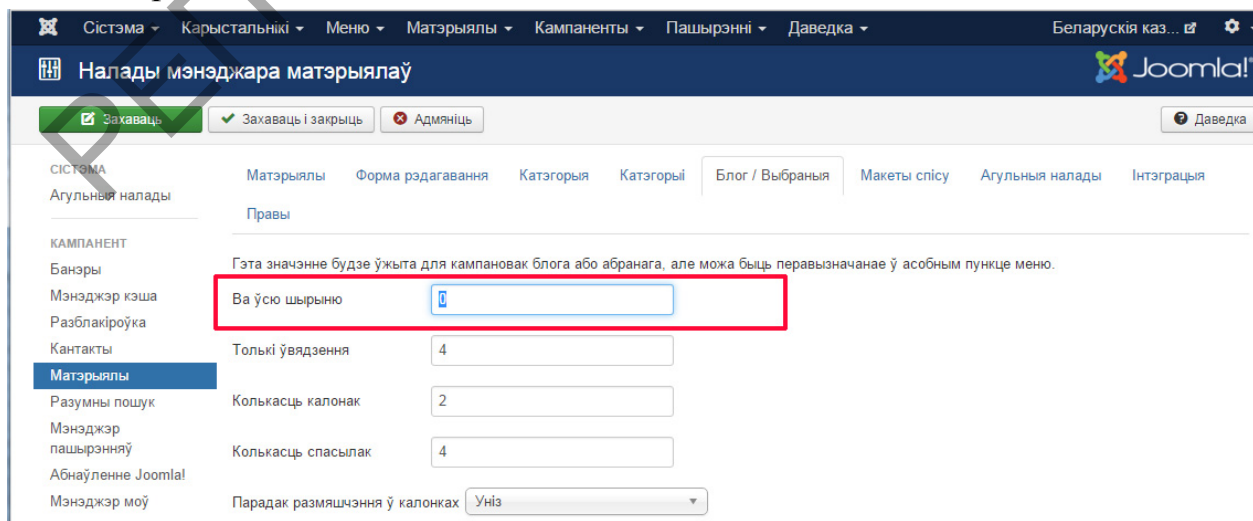 Сістэма Карыстальнікі Меню Матэрыялы Кампаненты Пашырэнні Даведка Беларускія каз...
Налады мэнэджара матэрыялаў Joomla!
Захаваць Захаваць і закрыць Адмяніць Даведка
СІСТЭМА
Агульныя налады
Матэрыялы Форма рэдагавання Катэгорыя Катэгорыі Блог / Выбраныя Макеты спісу Агульныя налады Інтэграцыя
Правы
КАМПАНЕНТ
Банэры
Мэнэджар кэша
Разблакіроўка
Кантакты
Матэрыялы
Разумны пошук
Мэнэджар
пашырэнняў
Абнаўленне Joomla!
Мэнэджар моў
Гэта значэнне будзе ўжыта для кампановак блога або абранага, але можа быць перавызначанае ў асобным пункце меню.
Ва ўсю шырыню 0
Толькі ўвядзення 4
Колькасць калонак 2
Колькасць спасылак 4
Парадак размяшчэння ў калонках Уніз